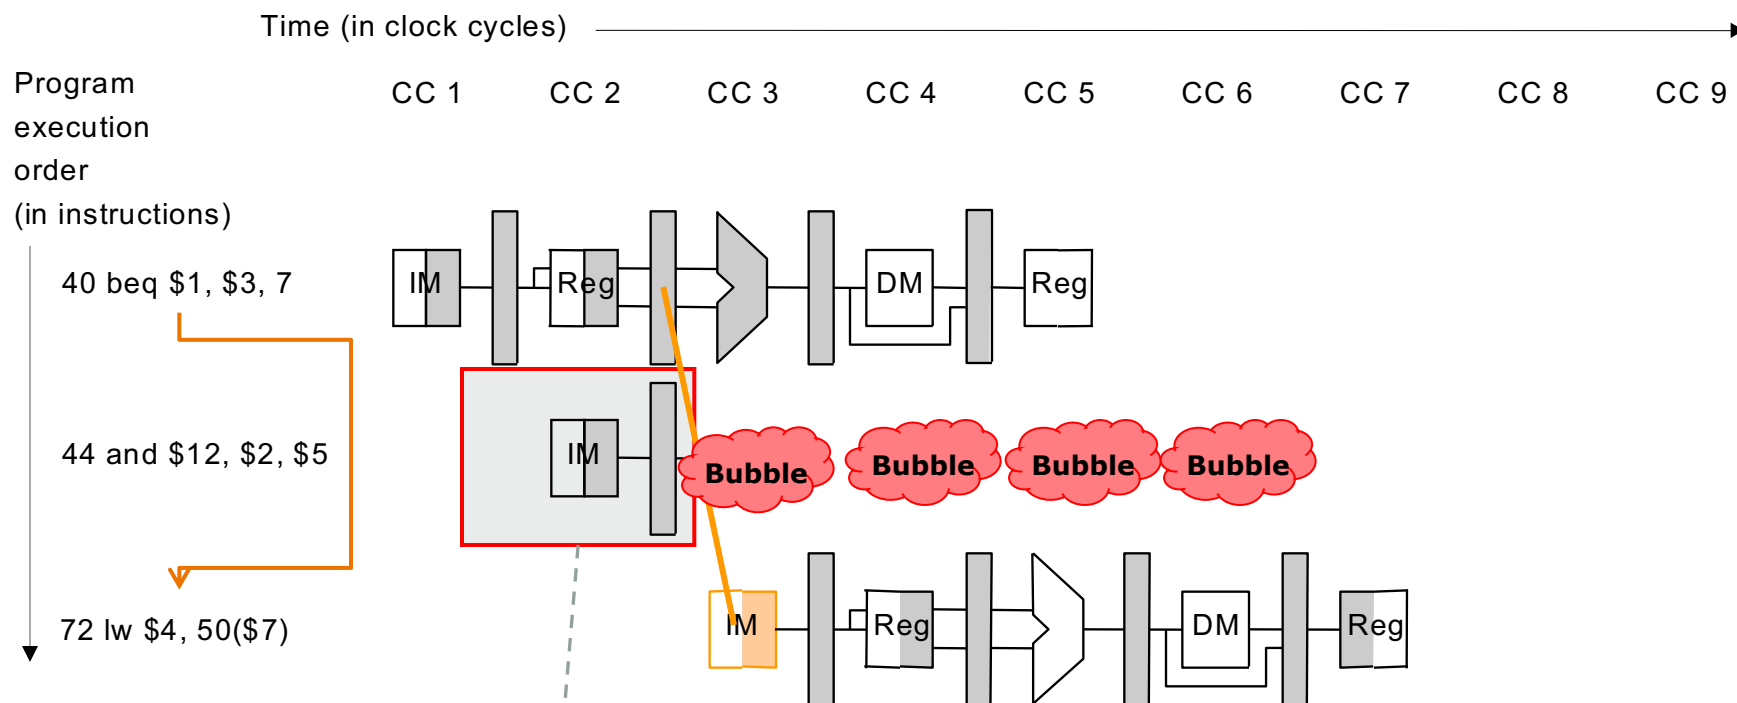 Time (in clock cycles)
Program
execution
order
(in instructions)
CC 1 CC 2 CC 3 CC 4 CC 5 CC 6 CC 7 CC 8 CC 9
40 beq $1, $3, 7
IM Reg DM Reg
44 and $12, $2, $5
IM Bubble Bubble Bubble Bubble
72 lw $4, 50($7)
IM Reg DM Reg